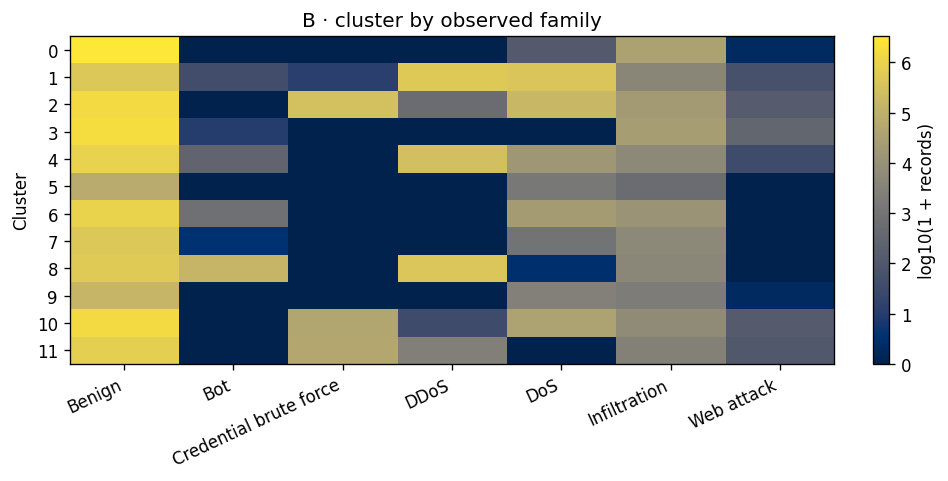 B · cluster by observed family
Cluster
0
1
2
3
4
5
6
7
8
9
10
11
Benign
Bot
Credential brute force
DDoS
DoS
Infiltration
Web attack
6
5
4
3
2
1
0
log10(1 + records)